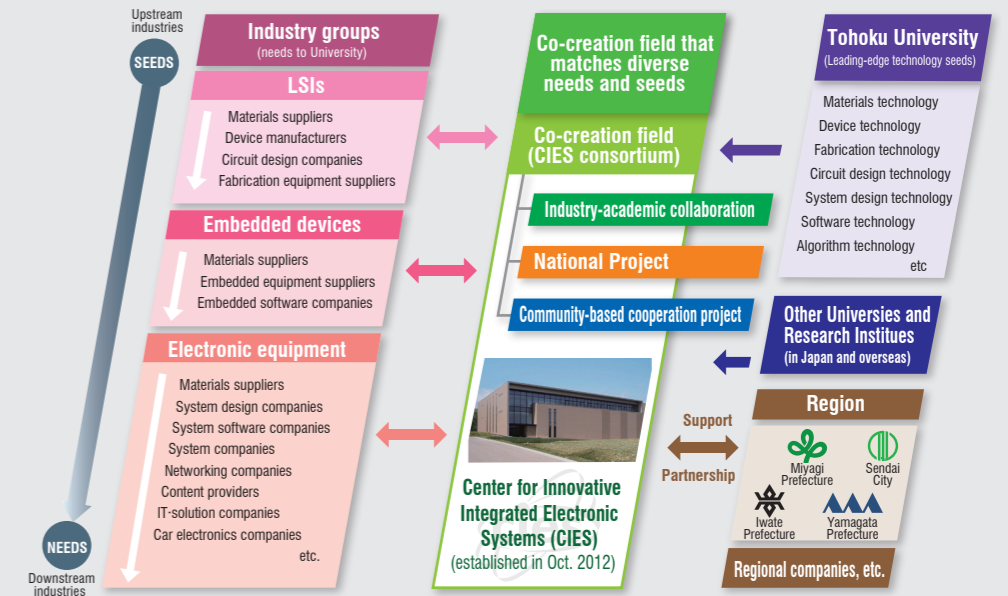 Upstream
industries
SEEDS
NEEDS
Downstream
industries
Industry groups
(needs to University)
LSIs
Materials suppliers
Device manufacturers
Circuit design companies
Fabrication equipment suppliers
Embedded devices
Materials suppliers
Embedded equipment suppliers
Embedded software companies
Electronic equipment
Materials suppliers
System design companies
System software companies
System companies
Networking companies
Content providers
IT-solution companies
Car electronics companies
etc.
Co-creation field that
matches diverse
needs and seeds
Co-creation field
(CIES consortium)
Industry-academic collaboration
National Project
Community-based cooperation project
Center for Innovative
Integrated Electronic
Systems (CIES)
(established in Oct. 2012)
cies
Tohoku University
(Leading-edge technology seeds)
Materials technology
Device technology
Fabrication technology
Circuit design technology
System design technology
Software technology
Algorithm technology
etc
Other Universies and
Research Institues
(in Japan and overseas)
Support
Partnership
Region
Miyagi
Prefecture
Sendai
City
Iwate
Prefecture
Yamagata
Prefecture
Regional companies, etc.